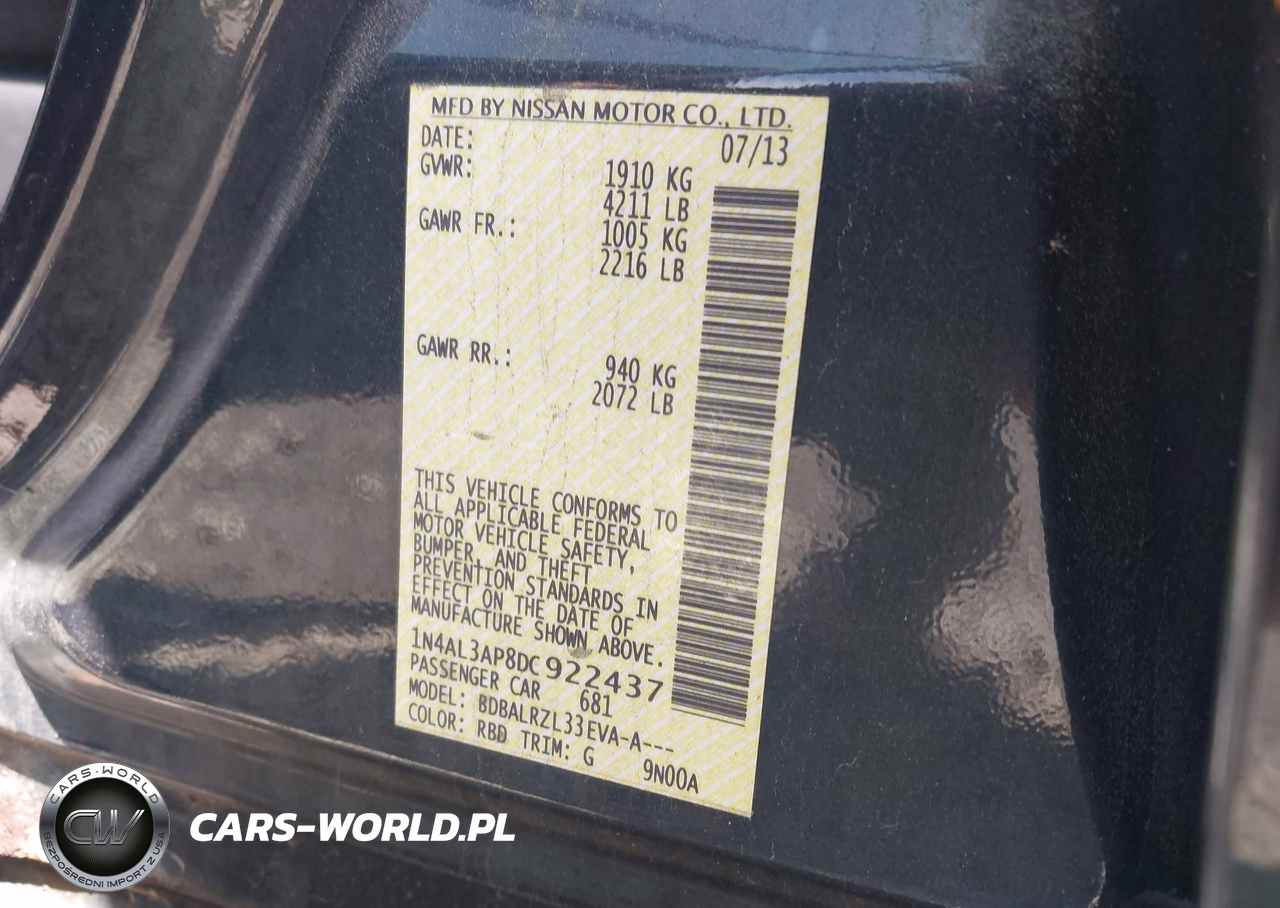 MFD BY NISSAN MOTOR CO., LTD.
DATE: 07/13
GVWR: 1910 KG
4211 LB
GAWR FR.: 1005 KG
2216 LB
GAWR RR.: 940 KG
2072 LB
THIS VEHICLE CONFORMS TO
ALL APPLICABLE FEDERAL
MOTOR VEHICLE SAFETY,
BUMPER, AND THEFT
PREVENTION STANDARDS IN
EFFECT ON THE DATE OF
MANUFACTURE SHOWN ABOVE.
1N4AL3AP8DC922437
PASSENGER CAR 681
MODEL: BDBALRZL33EVA-A---
COLOR: RBD TRIM: G 9N00A
CARS-WORLD
CW
BEZPOŚREDNI IMPORT Z USA
CARS-WORLD.PL